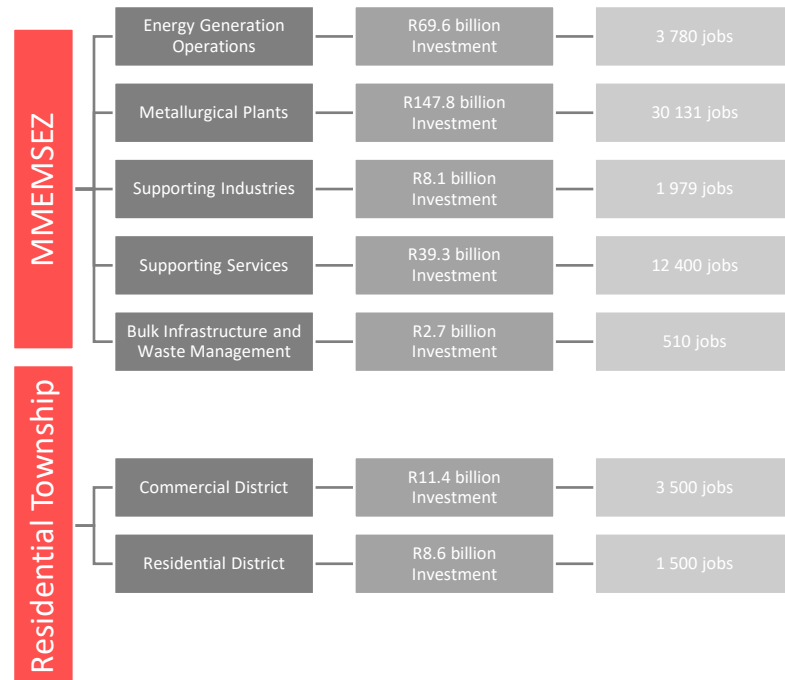 MMEMSEZ
Energy Generation
Operations
R69.6 billion
Investment
3 780 jobs
Metallurgical Plants
R147.8 billion
Investment
30 131 jobs
Supporting Industries
R8.1 billion
Investment
1 979 jobs
Supporting Services
R39.3 billion
Investment
12 400 jobs
Bulk Infrastructure and
Waste Management
R2.7 billion
Investment
510 jobs
Residential Township
Commercial District
R11.4 billion
Investment
3 500 jobs
Residential District
R8.6 billion
Investment
1 500 jobs